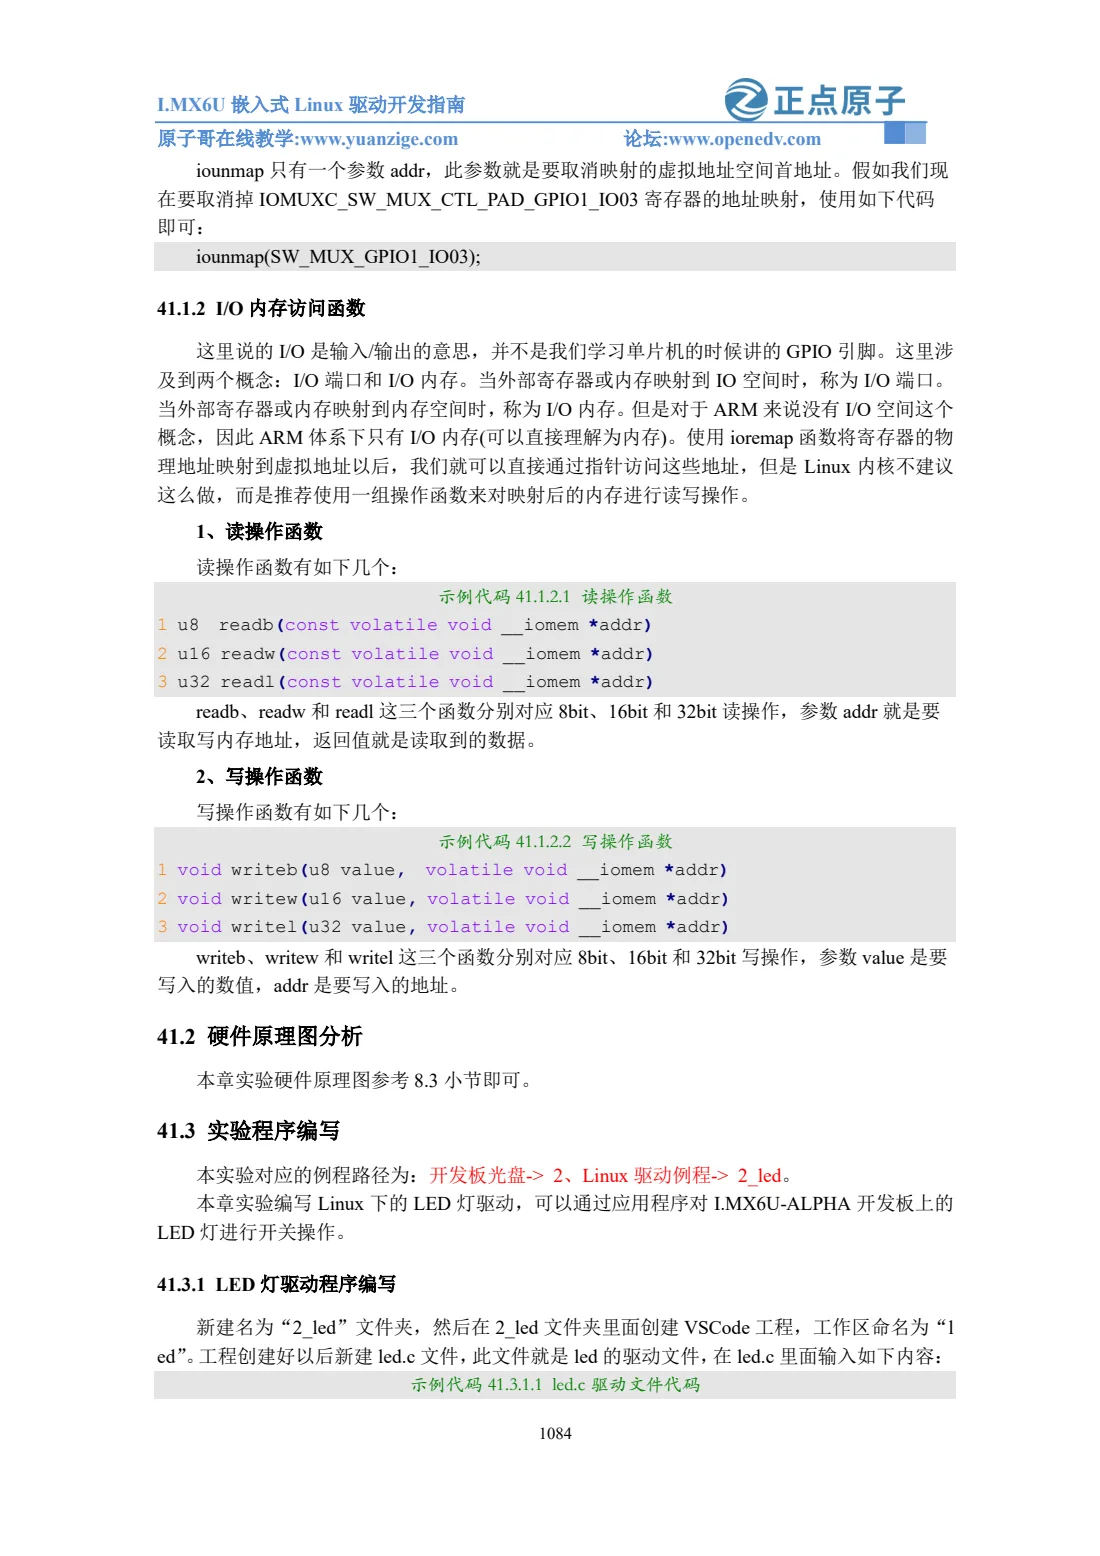 I.MX6U 嵌入式 Linux 驱动开发指南
正点原子
原子哥在线教学:www.yuanzige.com 论坛:www.openedv.com
iounmap 只有一个参数 addr，此参数就是要取消映射的虚拟地址空间首地址。假如我们现
在要取消掉 IOMUXC_SW_MUX_CTL_PAD_GPIO1_IO03 寄存器的地址映射，使用如下代码
即可：
iounmap(SW_MUX_GPIO1_IO03);
41.1.2 I/O 内存访问函数
这里说的 I/O 是输入/输出的意思，并不是我们学习单片机的时候讲的 GPIO 引脚。这里涉
及到两个概念：I/O 端口和 I/O 内存。当外部寄存器或内存映射到 IO 空间时，称为 I/O 端口。
当外部寄存器或内存映射到内存空间时，称为 I/O 内存。但是对于 ARM 来说没有 I/O 空间这个
概念，因此 ARM 体系下只有 I/O 内存(可以直接理解为内存)。使用 ioremap 函数将寄存器的物
理地址映射到虚拟地址以后，我们就可以直接通过指针访问这些地址，但是 Linux 内核不建议
这么做，而是推荐使用一组操作函数来对映射后的内存进行读写操作。
1、读操作函数
读操作函数有如下几个：
示例代码 41.1.2.1 读操作函数
1 u8 readb(const volatile void __iomem *addr)
2 u16 readw(const volatile void __iomem *addr)
3 u32 readl(const volatile void __iomem *addr)
readb、readw 和 readl 这三个函数分别对应 8bit、16bit 和 32bit 读操作，参数 addr 就是要
读取写内存地址，返回值就是读取到的数据。
2、写操作函数
写操作函数有如下几个：
示例代码 41.1.2.2 写操作函数
1 void writeb(u8 value, volatile void __iomem *addr)
2 void writew(u16 value, volatile void __iomem *addr)
3 void writel(u32 value, volatile void __iomem *addr)
writeb、writew 和 writel 这三个函数分别对应 8bit、16bit 和 32bit 写操作，参数 value 是要
写入的数值，addr 是要写入的地址。
41.2 硬件原理图分析
本章实验硬件原理图参考 8.3 小节即可。
41.3 实验程序编写
本实验对应的例程路径为：开发板光盘-> 2、Linux 驱动例程-> 2_led。
本章实验编写 Linux 下的 LED 灯驱动，可以通过应用程序对 I.MX6U-ALPHA 开发板上的
LED 灯进行开关操作。
41.3.1 LED 灯驱动程序编写
新建名为“2_led”文件夹，然后在 2_led 文件夹里面创建 VSCode 工程，工作区命名为“l
ed”。工程创建好以后新建 led.c 文件，此文件就是 led 的驱动文件，在 led.c 里面输入如下内容：
示例代码 41.3.1.1 led.c 驱动文件代码
1084